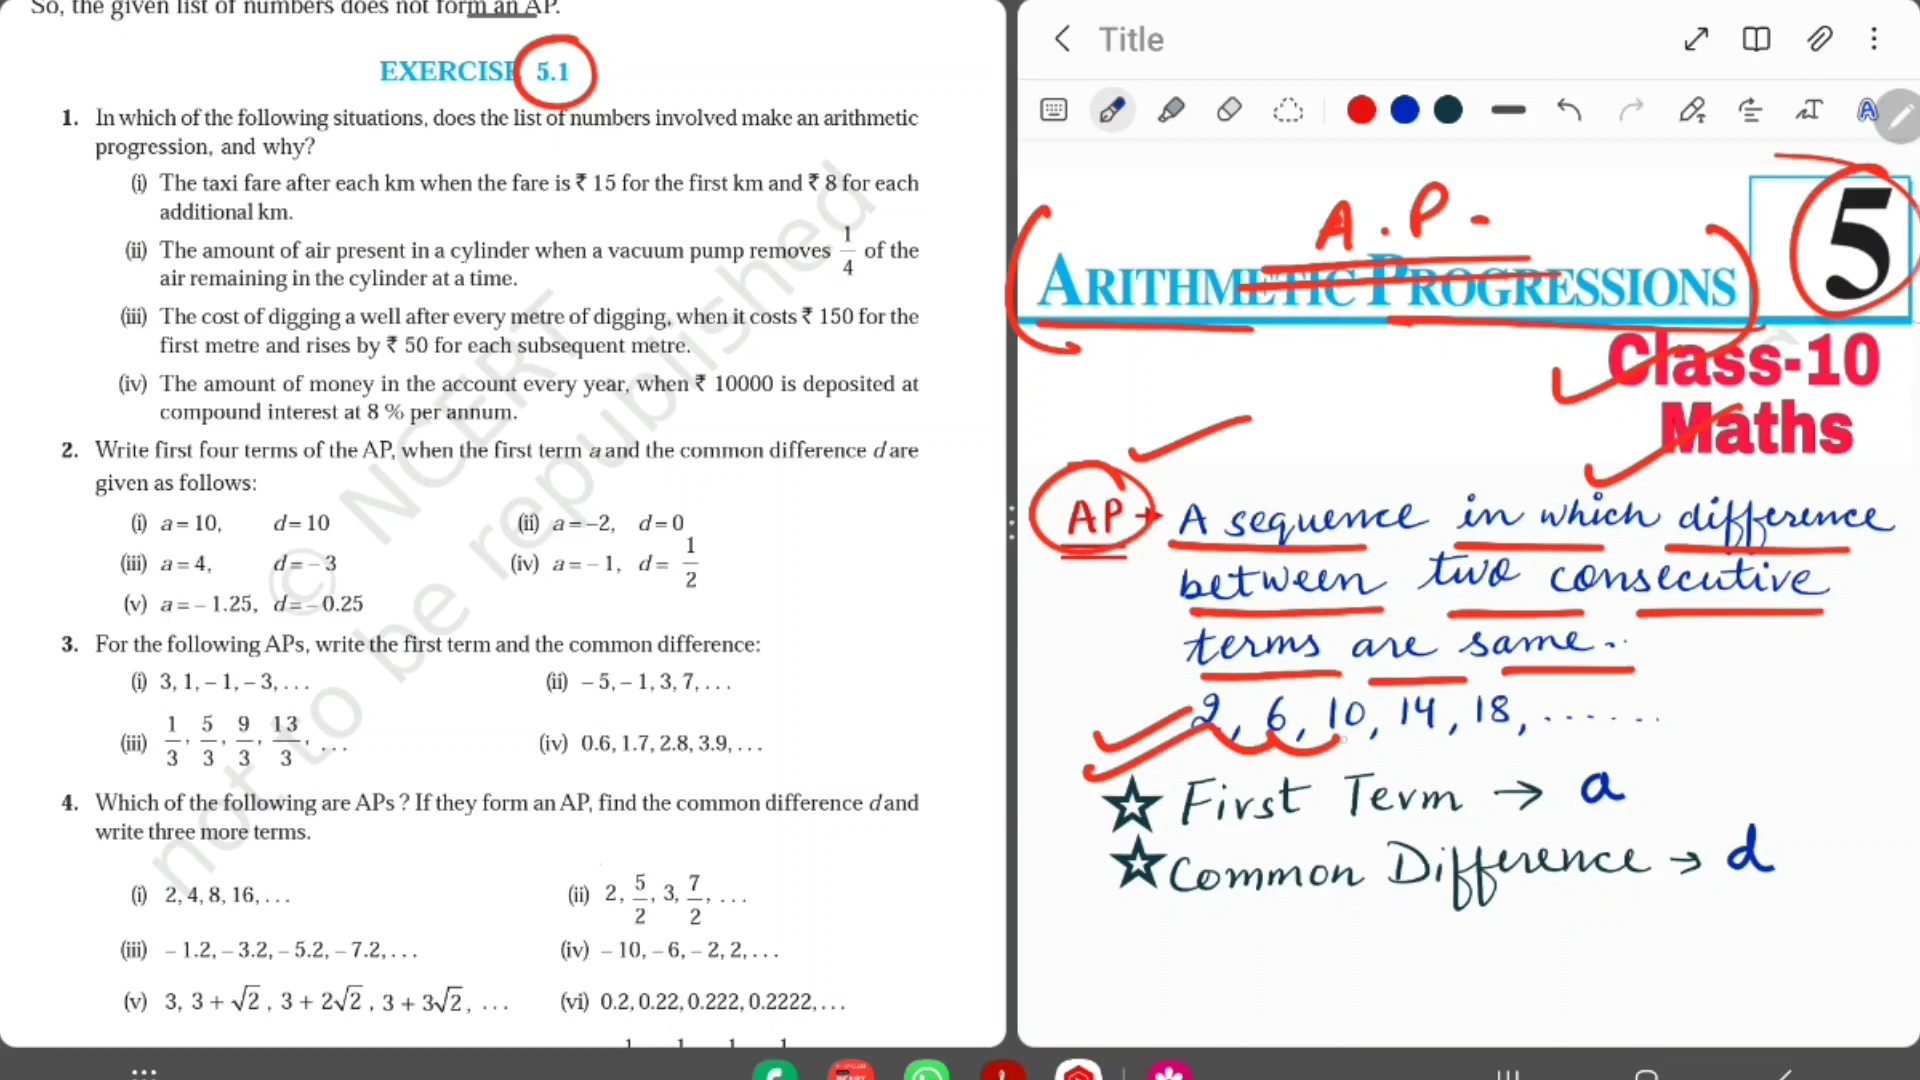 So, the given list of numbers does not form an AP.
EXERCISE 5.1
1. In which of the following situations, does the list of numbers involved make an arithmetic
progression, and why?
(i) The taxi fare after each km when the fare is ₹ 15 for the first km and ₹ 8 for each
additional km.
(ii) The amount of air present in a cylinder when a vacuum pump removes 1/4 of the
air remaining in the cylinder at a time.
(iii) The cost of digging a well after every metre of digging, when it costs ₹ 150 for the
first metre and rises by ₹ 50 for each subsequent metre.
(iv) The amount of money in the account every year, when ₹ 10000 is deposited at
compound interest at 8 % per annum.
2. Write first four terms of the AP, when the first term a and the common difference d are
given as follows:
(i) a = 10, d = 10 (ii) a = –2, d = 0
(iii) a = 4, d = – 3 (iv) a = – 1, d = 1/2
(v) a = – 1.25, d = – 0.25
3. For the following APs, write the first term and the common difference:
(i) 3, 1, – 1, – 3, . . . (ii) – 5, – 1, 3, 7, . . .
(iii) 1/3, 5/3, 9/3, 13/3, . . . (iv) 0.6, 1.7, 2.8, 3.9, . . .
4. Which of the following are APs ? If they form an AP, find the common difference d and
write three more terms.
(i) 2, 4, 8, 16, . . . (ii) 2, 5/2, 3, 7/2, . . .
(iii) – 1.2, – 3.2, – 5.2, – 7.2, . . . (iv) – 10, – 6, – 2, 2, . . .
(v) 3, 3 + √2, 3 + 2√2, 3 + 3√2, . . . (vi) 0.2, 0.22, 0.222, 0.2222, . . .
1 1 1 1
© NCERT
not to be republished
Title
A.P-
ARITHMETIC PROGRESSIONS 5
Class-10
Maths
AP → A sequence in which difference
between two consecutive
terms are same..
2, 6, 10, 14, 18, .......
☆ First Term → a
☆ Common Difference → d